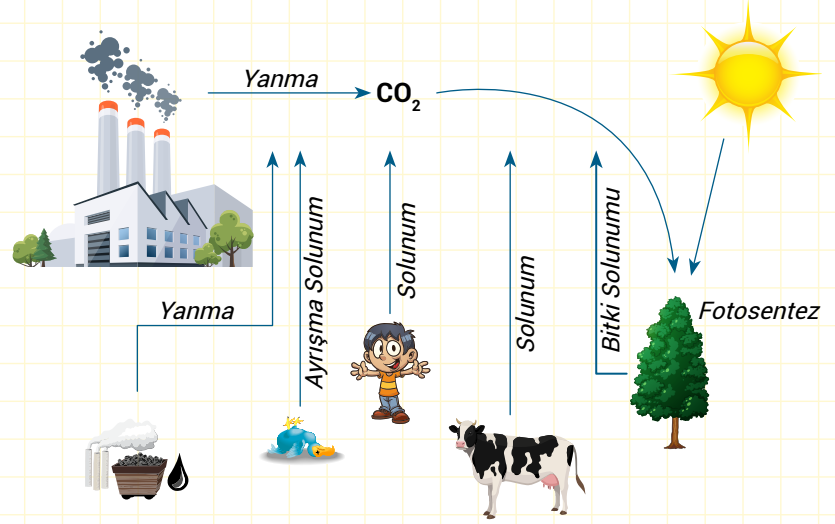 Yanma
CO₂
Ayrışma Solunum
Solunum
Solunum
Bitki Solunumu
Yanma
Fotosentez